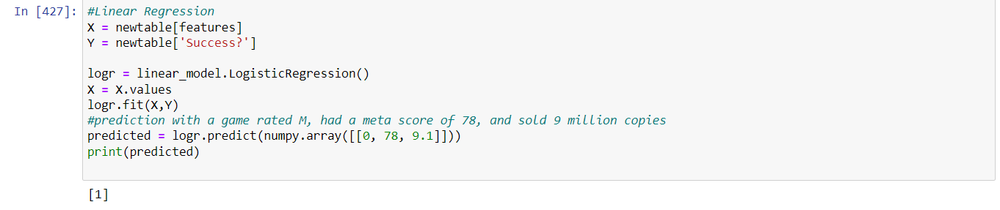 In [427]: #Linear Regression
X = newtable[features]
Y = newtable['Success?']
logr = linear_model.LogisticRegression()
X = X.values
logr.fit(X,Y)
#prediction with a game rated M, had a meta score of 78, and sold 9 million copies
predicted = logr.predict(numpy.array([[0, 78, 9.1]]))
print(predicted)
[1]